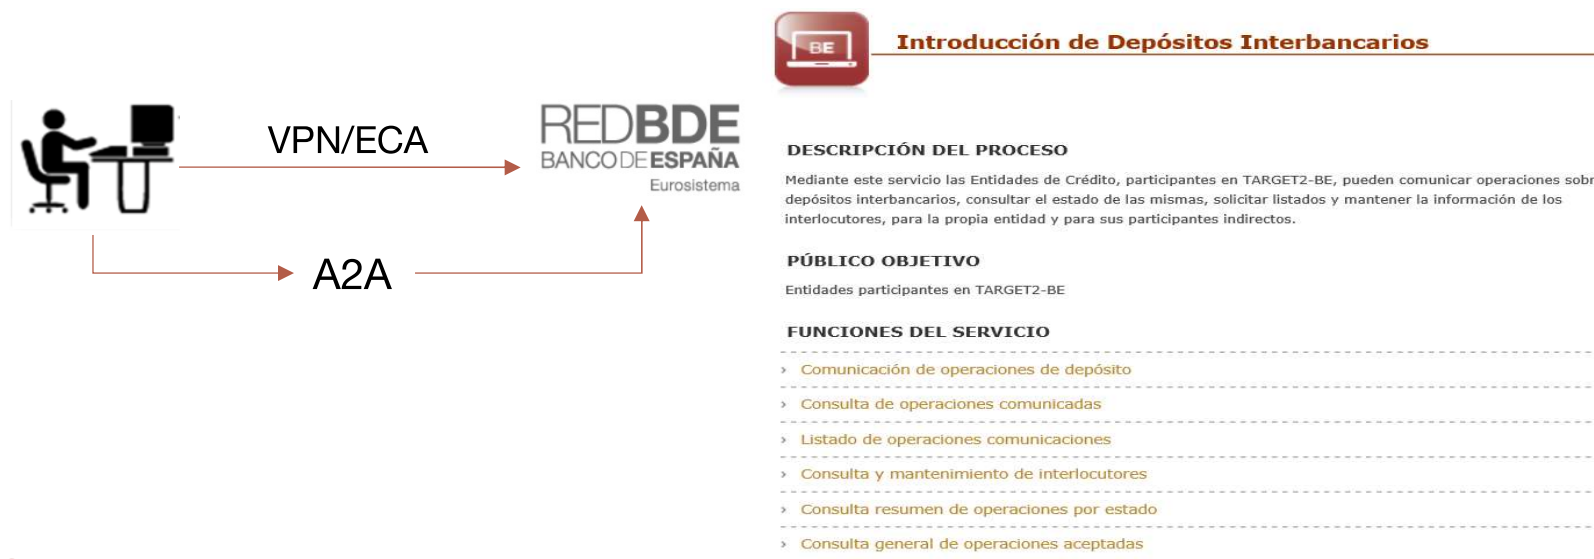 VPN/ECA
REDBDE
BANCODEESPAÑA
Eurosistema
A2A
BE
Introducción de Depósitos Interbancarios
DESCRIPCIÓN DEL PROCESO
Mediante este servicio las Entidades de Crédito, participantes en TARGET2-BE, pueden comunicar operaciones sobr
depósitos interbancarios, consultar el estado de las mismas, solicitar listados y mantener la información de los
interlocutores, para la propia entidad y para sus participantes indirectos.
PÚBLICO OBJETIVO
Entidades participantes en TARGET2-BE
FUNCIONES DEL SERVICIO
› Comunicación de operaciones de depósito
› Consulta de operaciones comunicadas
› Listado de operaciones comunicaciones
› Consulta y mantenimiento de interlocutores
› Consulta resumen de operaciones por estado
› Consulta general de operaciones aceptadas